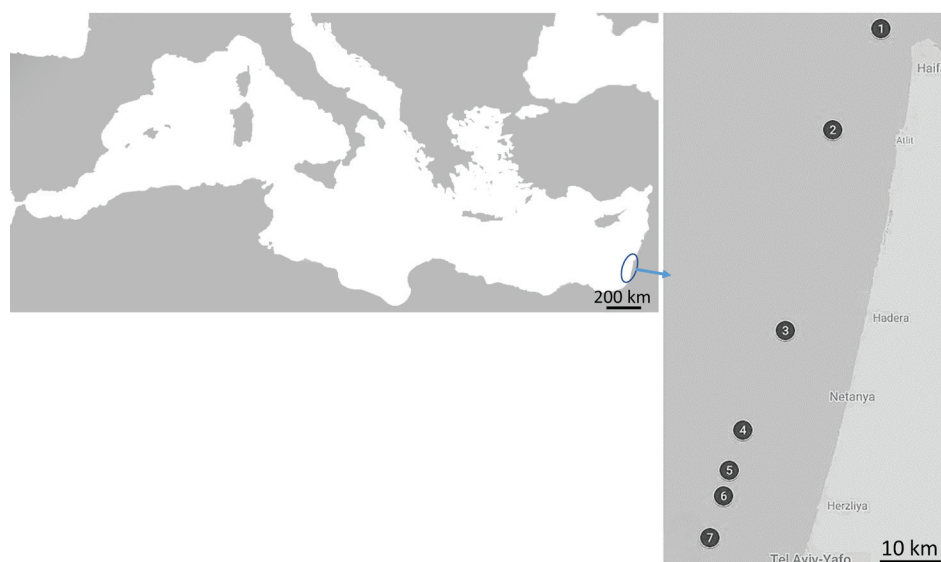 200 km
1
Haifa
2
Atlit
3
Hadera
Netanya
4
5
6
Herzliya
7
Tel Aviv-Yafo
10 km